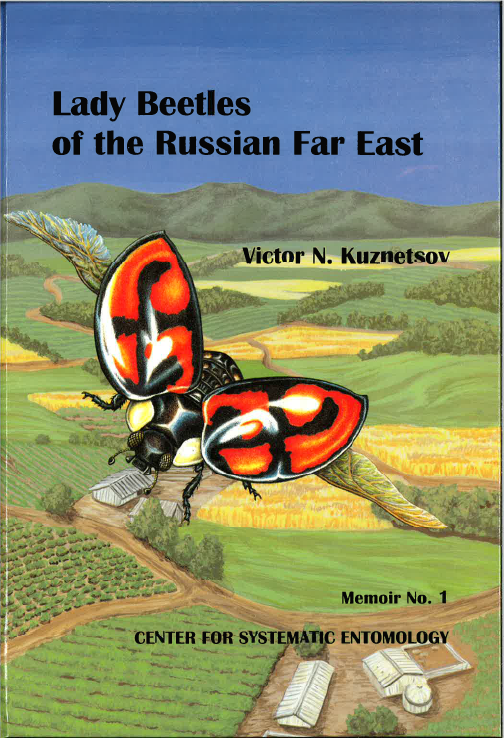 Lady Beetles
of the Russian Far East
Victor N. Kuznetsov
Memoir No. 1
CENTER FOR SYSTEMATIC ENTOMOLOGY